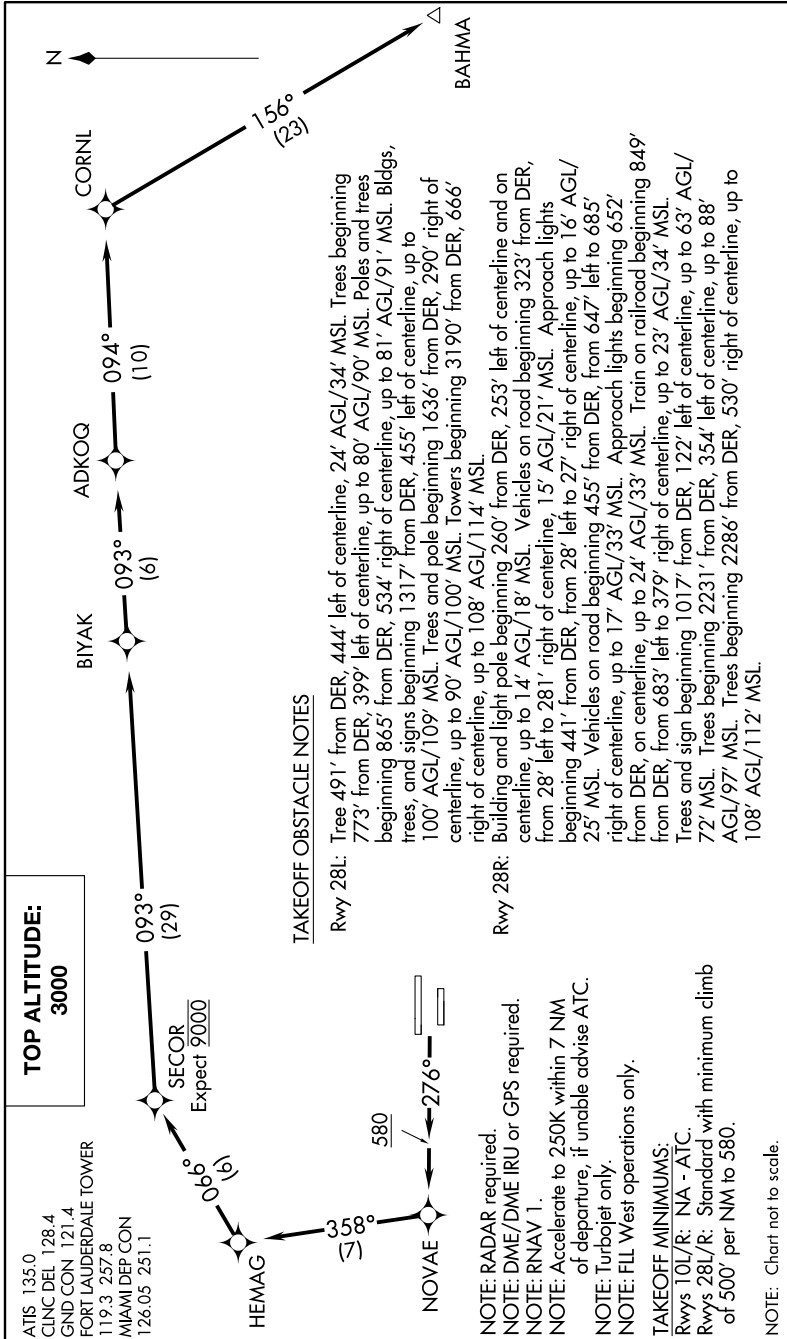 TOP ALTITUDE:
3000
ATIS 135.0
CLNC DEL 128.4
GND CON 121.4
FORT LAUDERDALE TOWER
119.3 257.8
MIAMI DEP CON
126.05 251.1
N
HEMAG
066°
(9)
SECOR
Expect 9000
093°
(29)
BIYAK
093°
(6)
ADKOQ
094°
(10)
CORNL
156°
(23)
BAHMA
358°
(7)
NOVAE
580
276°
NOTE: RADAR required.
NOTE: DME/DME IRU or GPS required.
NOTE: RNAV 1.
NOTE: Accelerate to 250K within 7 NM
of departure, if unable advise ATC.
NOTE: Turbojet only.
NOTE: FLL West operations only.
TAKEOFF MINIMUMS:
Rwys 10L/R: NA - ATC.
Rwys 28L/R: Standard with minimum climb
of 500' per NM to 580.
NOTE: Chart not to scale.
TAKEOFF OBSTACLE NOTES
Rwy 28L: Tree 491' from DER, 444' left of centerline, 24' AGL/34' MSL. Trees beginning
773' from DER, 399' left of centerline, up to 80' AGL/90' MSL. Poles and trees
beginning 865' from DER, 534' right of centerline, up to 81' AGL/91' MSL. Bldgs,
trees, and signs beginning 1317' from DER, 455' left of centerline, up to
100' AGL/109' MSL. Trees and pole beginning 1636' from DER, 290' right of
centerline, up to 90' AGL/100' MSL. Towers beginning 3190' from DER, 666'
right of centerline, up to 108' AGL/114' MSL.
Rwy 28R: Building and light pole beginning 260' from DER, 253' left of centerline and on
centerline, up to 14' AGL/18' MSL. Vehicles on road beginning 323' from DER,
from 28' left to 281' right of centerline, 15' AGL/21' MSL. Approach lights
beginning 441' from DER, from 28' left to 27' right of centerline, up to 16' AGL/
25' MSL. Vehicles on road beginning 455' from DER, from 647' left to 685'
right of centerline, up to 17' AGL/33' MSL. Approach lights beginning 652'
from DER, on centerline, up to 24' AGL/33' MSL. Train on railroad beginning 849'
from DER, from 683' left to 379' right of centerline, up to 23' AGL/34' MSL.
Trees and sign beginning 1017' from DER, 122' left of centerline, up to 63' AGL/
72' MSL. Trees beginning 2231' from DER, 354' left of centerline, up to 88'
AGL/97' MSL. Trees beginning 2286' from DER, 530' right of centerline, up to
108' AGL/112' MSL.